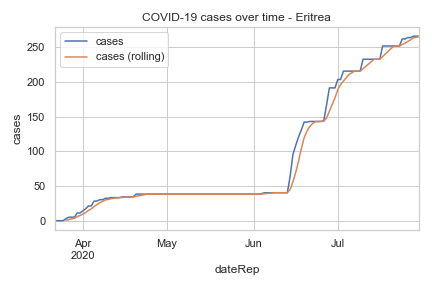 COVID-19 cases over time - Eritrea
cases
cases (rolling)
250
200
150
100
50
0
cases
Apr
2020
May
Jun
Jul
dateRep